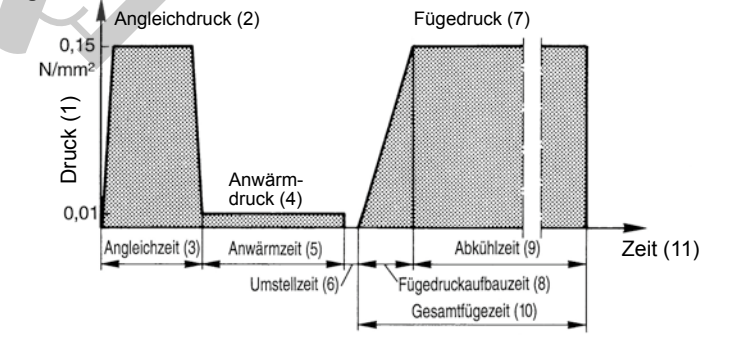 Angleichdruck (2)
Fügedruck (7)
0,15
N/mm²
Druck (1)
Anwärm-
druck (4)
0,01
Angleichzeit (3)
Anwärmzeit (5)
Abkühlzeit (9)
Zeit (11)
Umstellzeit (6)
Fügedruckaufbauzeit (8)
Gesamtfügezeit (10)